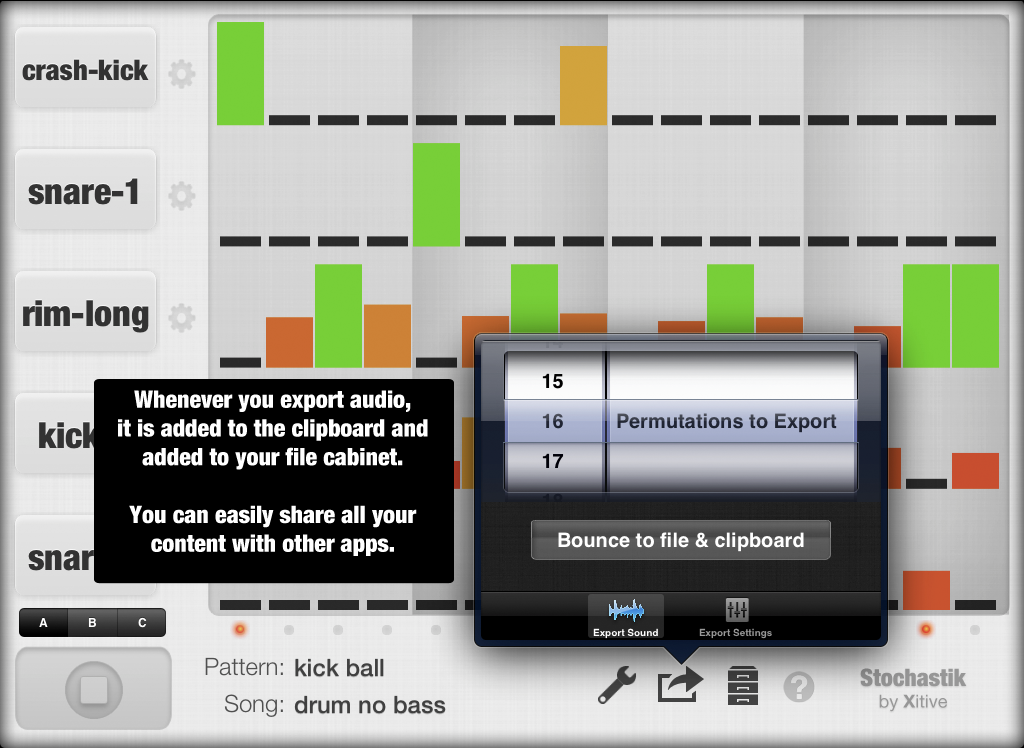 crash-kick
snare-1
rim-long
kick
snar
Whenever you export audio,
it is added to the clipboard and
added to your file cabinet.
You can easily share all your
content with other apps.
15
16 Permutations to Export
17
Bounce to file & clipboard
Export Sound Export Settings
A B C
Pattern: kick ball
Song: drum no bass
?
Stochastik
by Xitive